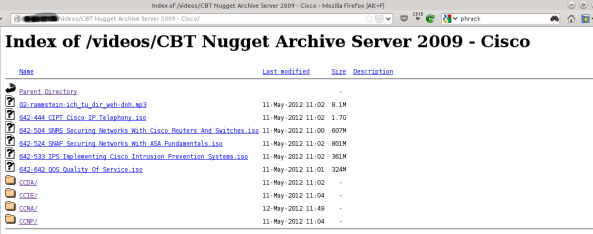 Index of /videos/CBT Nugget Archive Server 2009 - Cisco - Mozilla Firefox (Alt+F)
/videos/CBT Nugget Archive Server 2009 - Cisco/ phrack
Index of /videos/CBT Nugget Archive Server 2009 - Cisco
Name Last modified Size Description
Parent Directory -
02-rammstein-ich_tu_dir_weh-doh.mp3 11-May-2012 11:02 8.1M
642-444 CIPT Cisco IP Telephony.iso 11-May-2012 11:02 1.7G
642-504 SNRS Securing Networks With Cisco Routers And Switches.iso 11-May-2012 11:00 607M
642-524 SNAF Securing Networks With ASA Fundamentals.iso 11-May-2012 11:02 801M
642-533 IPS Implementing Cisco Intrusion Prevention Systems.iso 11-May-2012 11:02 361M
642-642 QOS Quality Of Service.iso 11-May-2012 11:01 324M
CCDA/ 11-May-2012 11:02 -
CCIE/ 11-May-2012 11:04 -
CCNA/ 12-May-2012 11:49 -
CCNP/ 11-May-2012 11:04 -